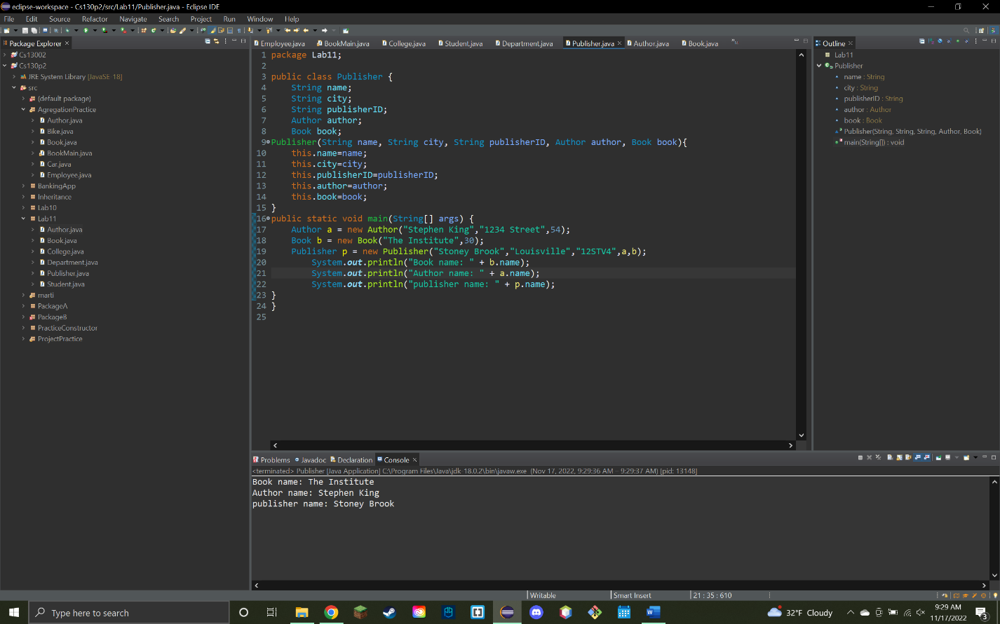 eclipse-workspace - Cs130p2/src/Lab11/Publisher.java - Eclipse IDE
File Edit Source Refactor Navigate Search Project Run Window Help
Package Explorer
Cs13002
Cs130p2
JRE System Library [JavaSE-18]
src
(default package)
AgregationPractice
Author.java
Bike.java
Book.java
BookMain.java
Car.java
Employee.java
BankingApp
Inheritance
Lab10
Lab11
Author.java
Book.java
College.java
Department.java
Publisher.java
Student.java
marti
PackageA
PackageB
PracticeConstructor
ProjectPractice
Employee.java BookMain.java College.java Student.java Department.java Publisher.java Author.java Book.java
1 package Lab11;
2
3 public class Publisher {
4 String name;
5 String city;
6 String publisherID;
7 Author author;
8 Book book;
9 Publisher(String name, String city, String publisherID, Author author, Book book){
10 this.name=name;
11 this.city=city;
12 this.publisherID=publisherID;
13 this.author=author;
14 this.book=book;
15 }
16 public static void main(String[] args) {
17 Author a = new Author("Stephen King","1234 Street",54);
18 Book b = new Book("The Institute",30);
19 Publisher p = new Publisher("Stoney Brook","Louisville","12STV4",a,b);
20 System.out.println("Book name: " + b.name);
21 System.out.println("Author name: " + a.name);
22 System.out.println("publisher name: " + p.name);
23 }
24 }
25
Outline
Lab11
Publisher
name : String
city : String
publisherID : String
author : Author
book : Book
Publisher(String, String, String, Author, Book)
main(String[]) : void
Problems Javadoc Declaration Console
<terminated> Publisher [Java Application] C:\Program Files\Java\jdk-18.0.2\bin\javaw.exe (Nov 17, 2022, 9:29:36 AM – 9:29:37 AM) [pid: 13148]
Book name: The Institute
Author name: Stephen King
publisher name: Stoney Brook
Writable Smart Insert 21 : 35 : 610
Type here to search
32°F Cloudy
9:29 AM
11/17/2022
3